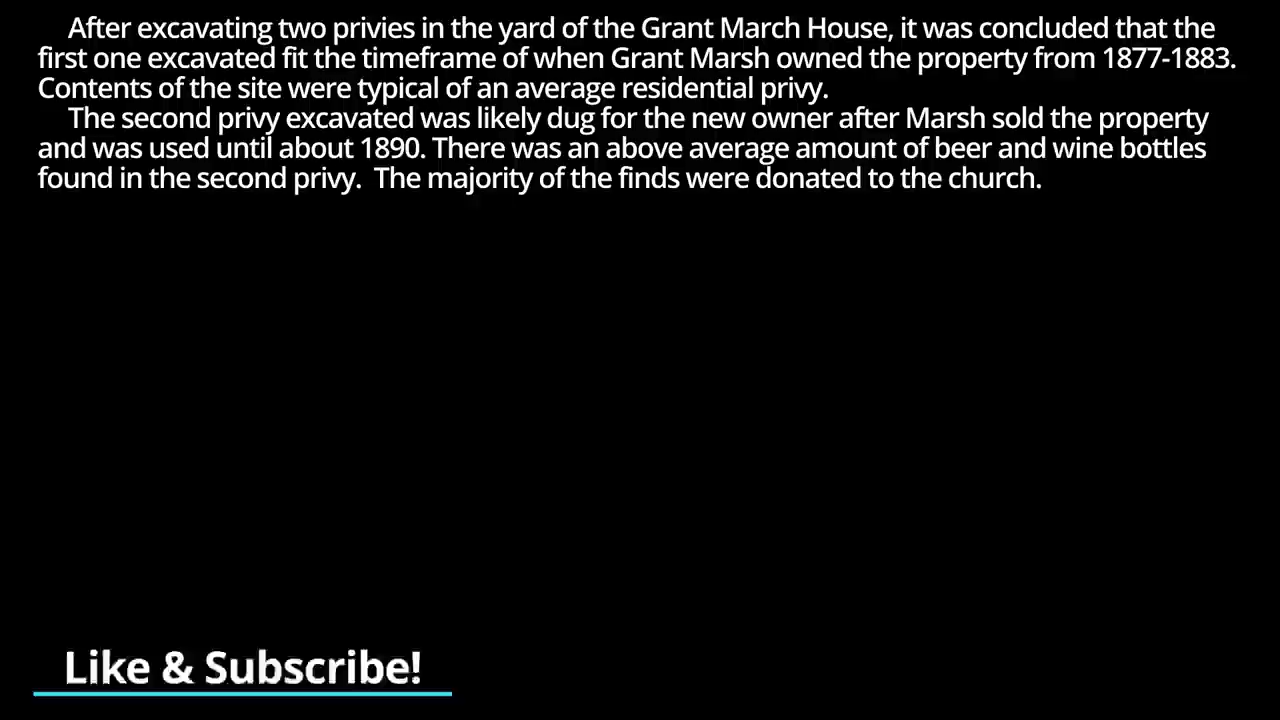 After excavating two privies in the yard of the Grant March House, it was concluded that the
first one excavated fit the timeframe of when Grant Marsh owned the property from 1877-1883.
Contents of the site were typical of an average residential privy.
The second privy excavated was likely dug for the new owner after Marsh sold the property
and was used until about 1890. There was an above average amount of beer and wine bottles
found in the second privy.  The majority of the finds were donated to the church.
Like & Subscribe!